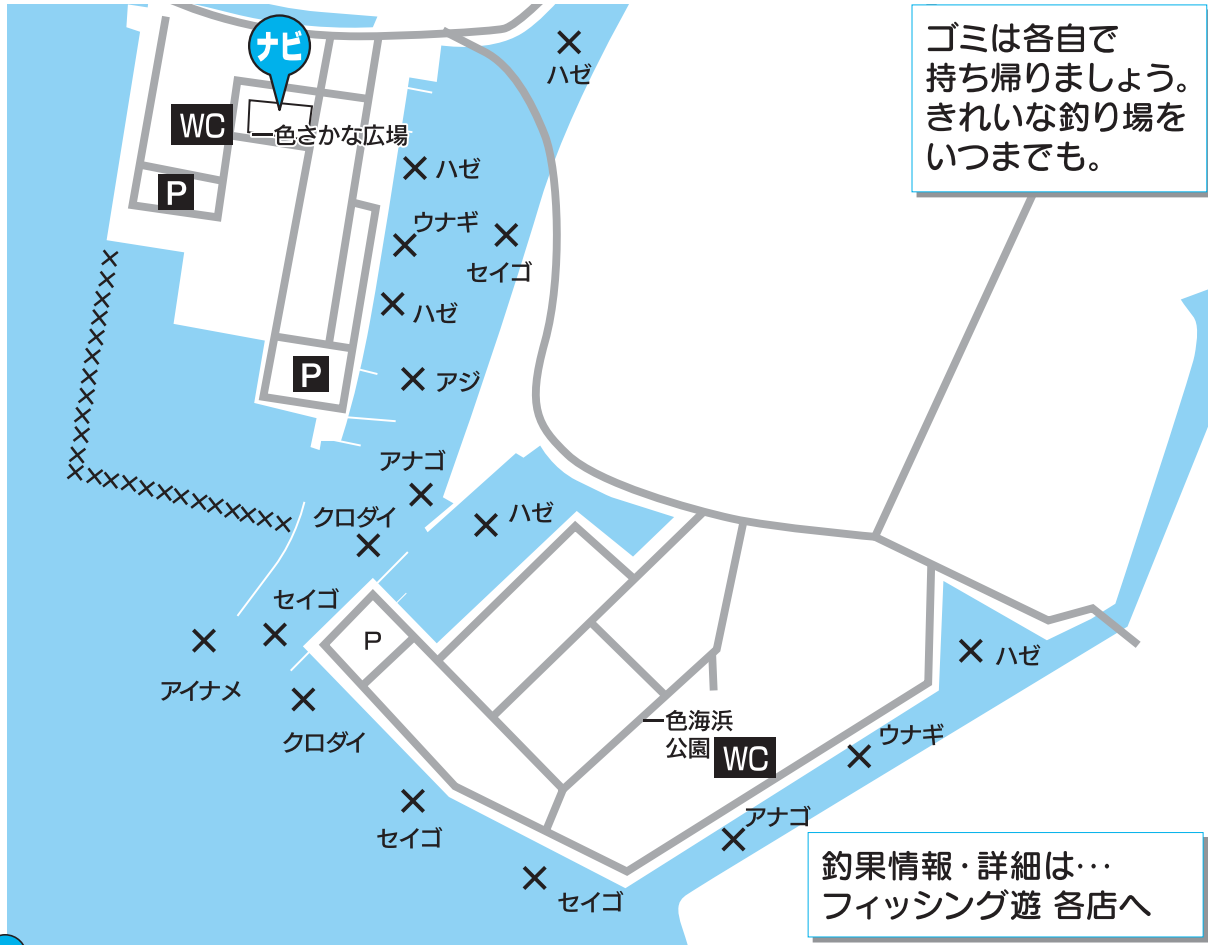 ゴミは各自で
持ち帰りましょう。
きれいな釣り場を
いつまでも。
ナビ
ハゼ
WC
一色さかな広場
ハゼ
P
ウナギ
セイゴ
ハゼ
P
アジ
アナゴ
クロダイ
ハゼ
セイゴ
P
アイナメ
クロダイ
ハゼ
一色海浜
公園
WC
ウナギ
セイゴ
アナゴ
セイゴ
釣果情報・詳細は…
フィッシング遊 各店へ